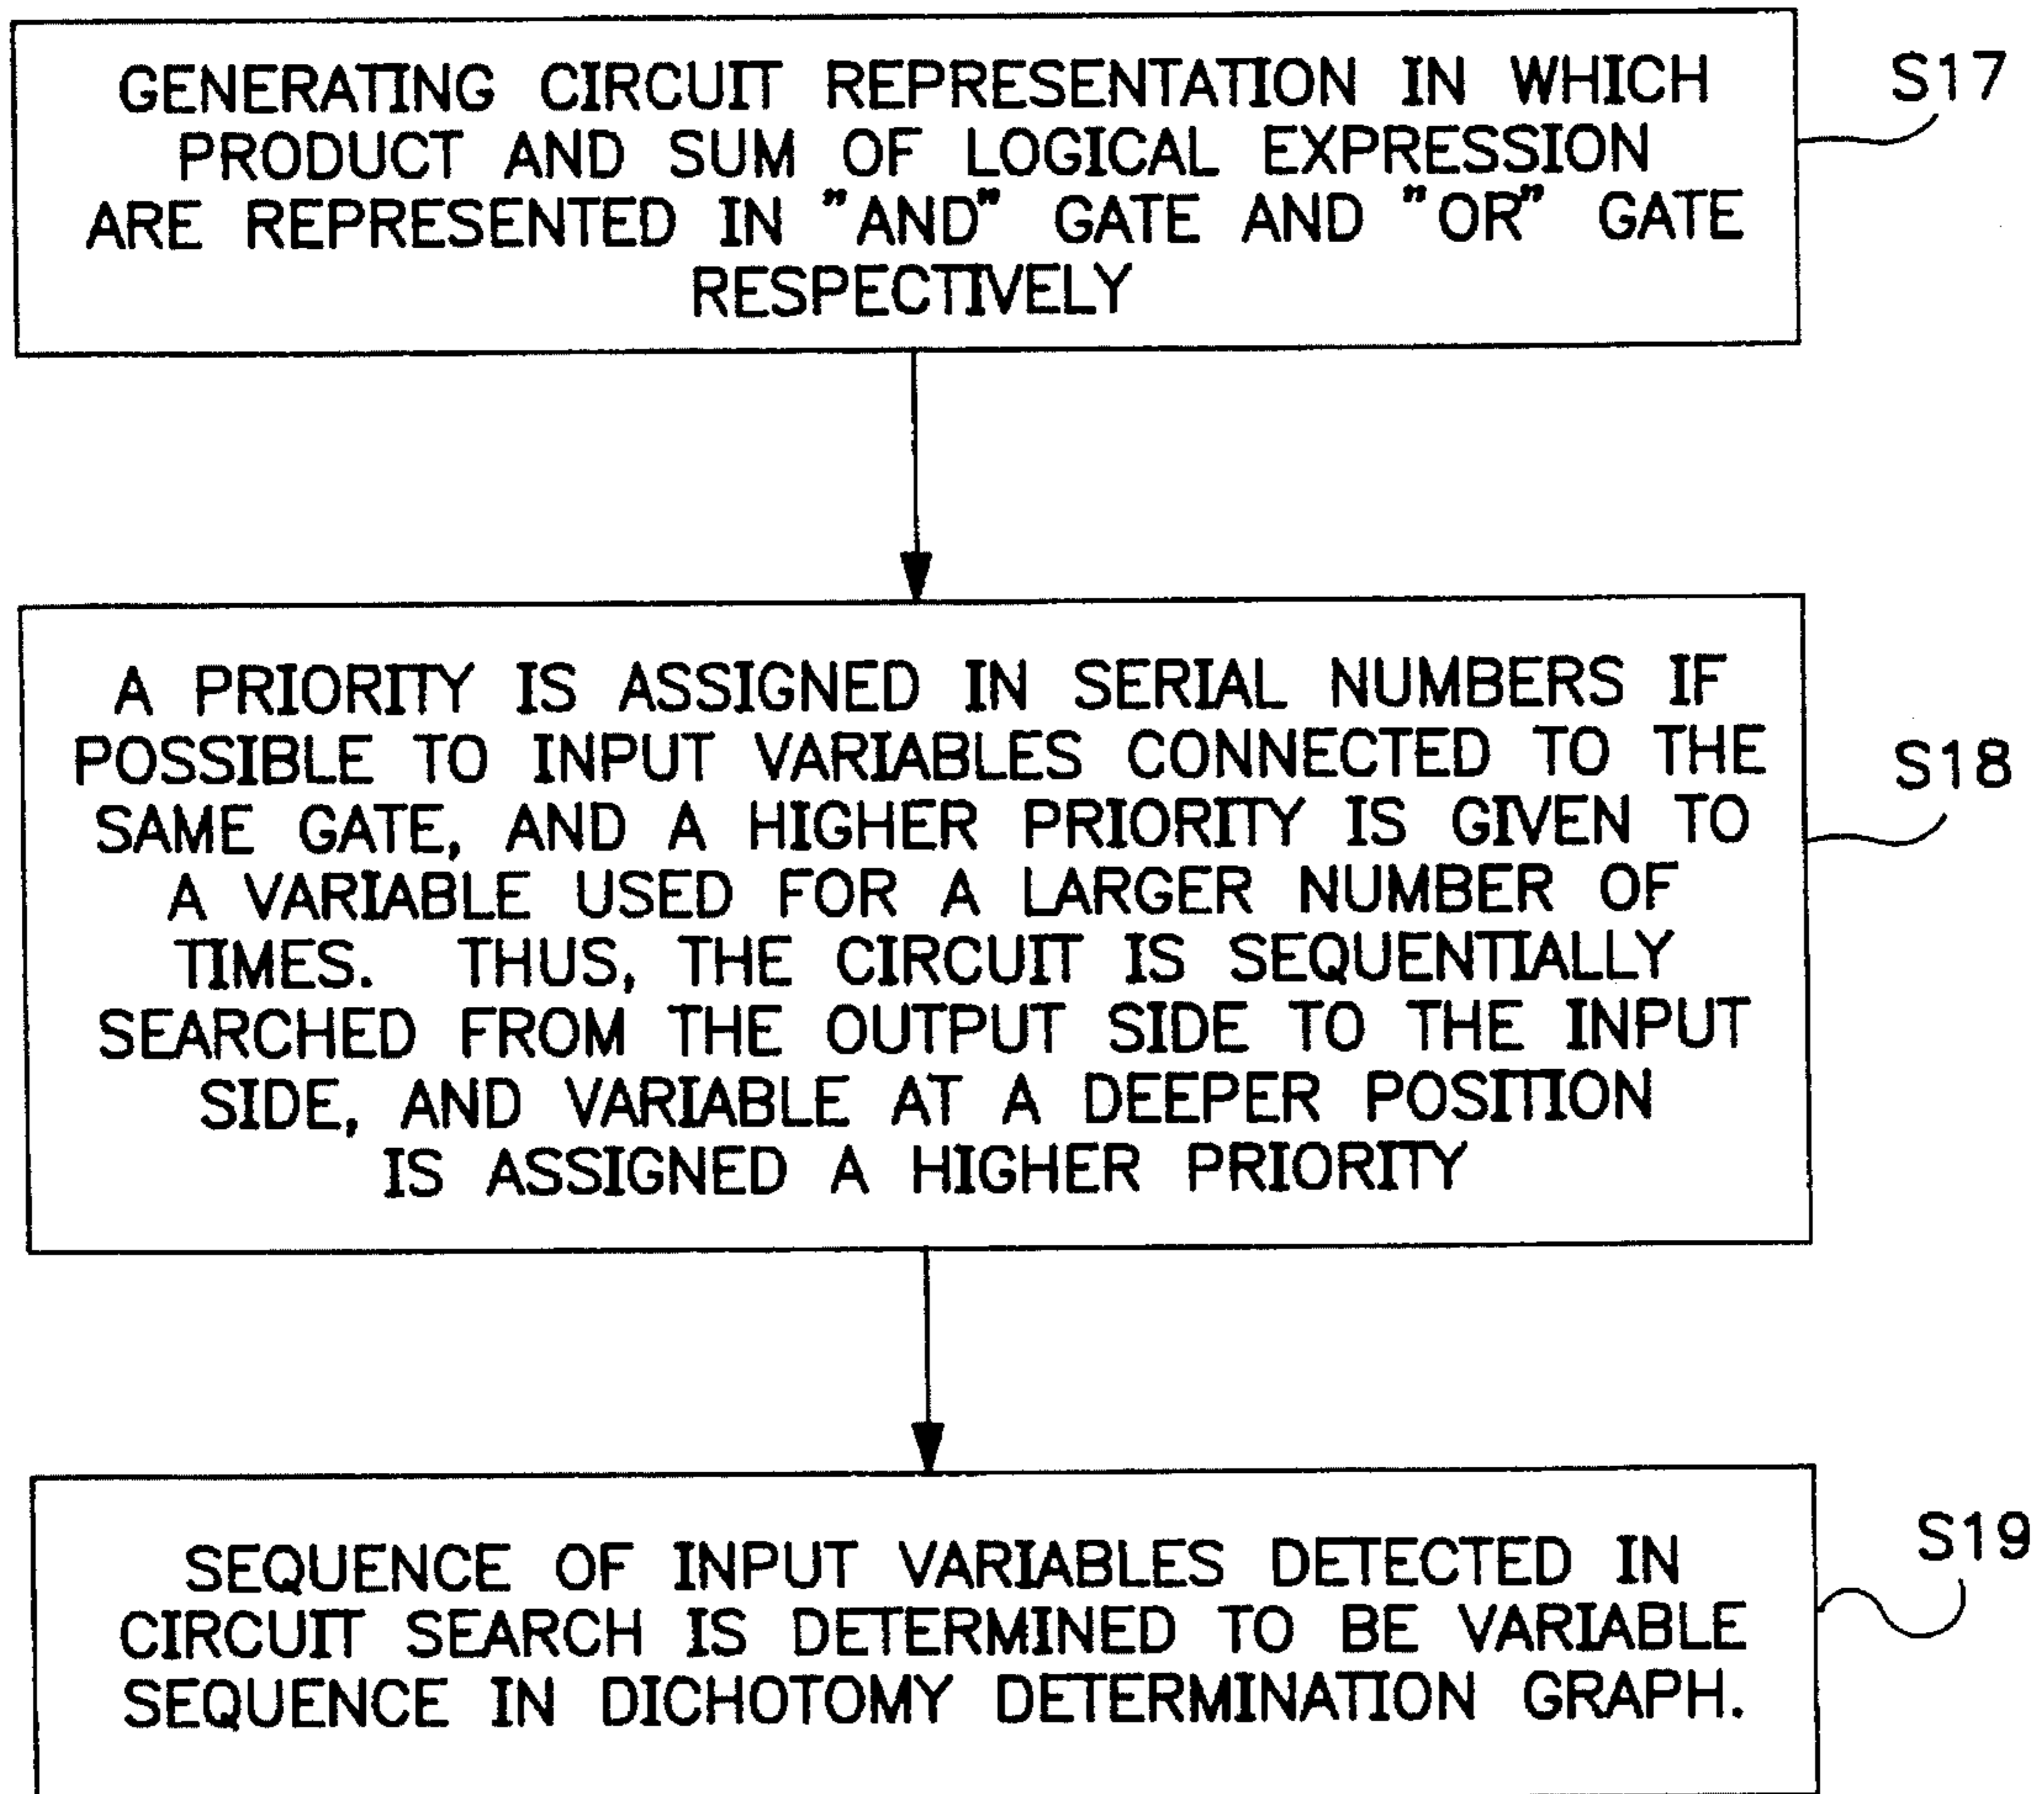 GENERATING CIRCUIT REPRESENTATION IN WHICH
PRODUCT AND SUM OF LOGICAL EXPRESSION
ARE REPRESENTED IN "AND" GATE AND "OR" GATE
RESPECTIVELY
S17
A PRIORITY IS ASSIGNED IN SERIAL NUMBERS IF
POSSIBLE TO INPUT VARIABLES CONNECTED TO THE
SAME GATE, AND A HIGHER PRIORITY IS GIVEN TO
A VARIABLE USED FOR A LARGER NUMBER OF
TIMES. THUS, THE CIRCUIT IS SEQUENTIALLY
SEARCHED FROM THE OUTPUT SIDE TO THE INPUT
SIDE, AND VARIABLE AT A DEEPER POSITION
IS ASSIGNED A HIGHER PRIORITY
S18
SEQUENCE OF INPUT VARIABLES DETECTED IN
CIRCUIT SEARCH IS DETERMINED TO BE VARIABLE
SEQUENCE IN DICHOTOMY DETERMINATION GRAPH.
S19